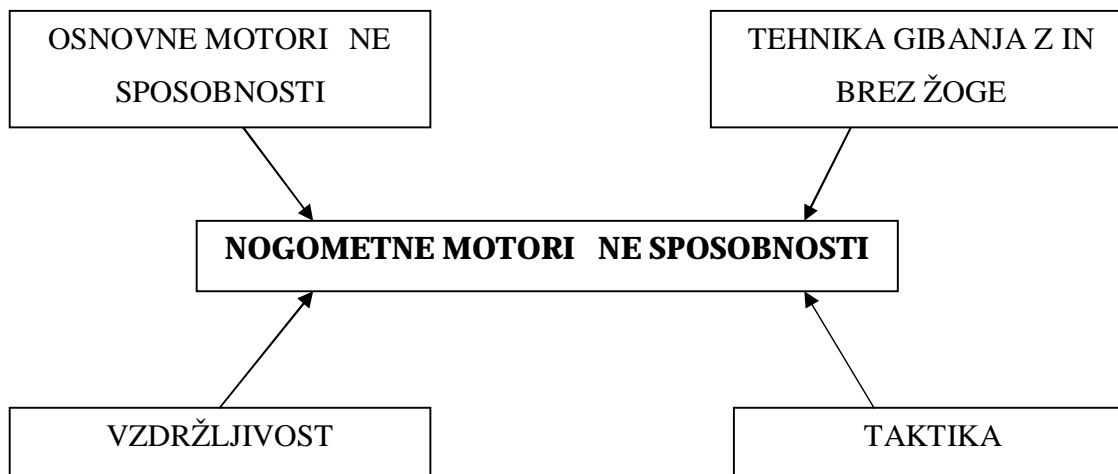 OSNOVNE MOTORI NE
SPOSOBNOSTI
TEHNIKA GIBANJA Z IN
BREZ ŽOGE
NOGOMETNE MOTORI NE SPOSOBNOSTI
VZDRŽLJIVOST
TAKTIKA